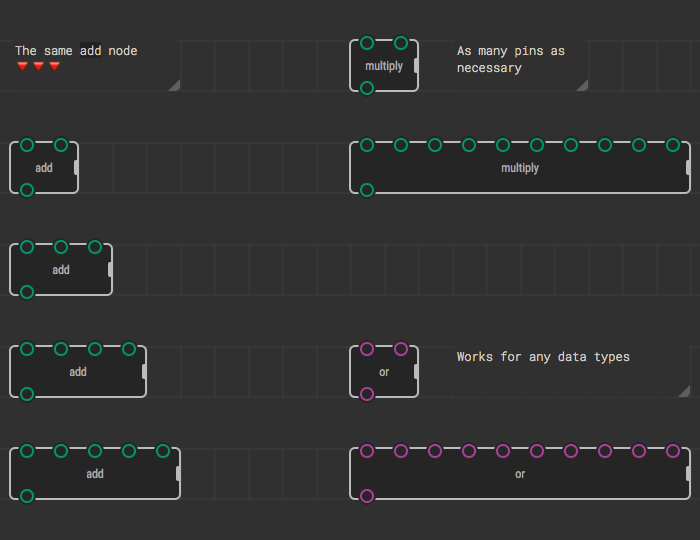 The same add node
multiply
As many pins as
necessary
add
multiply
add
add
or
Works for any data types
add
or